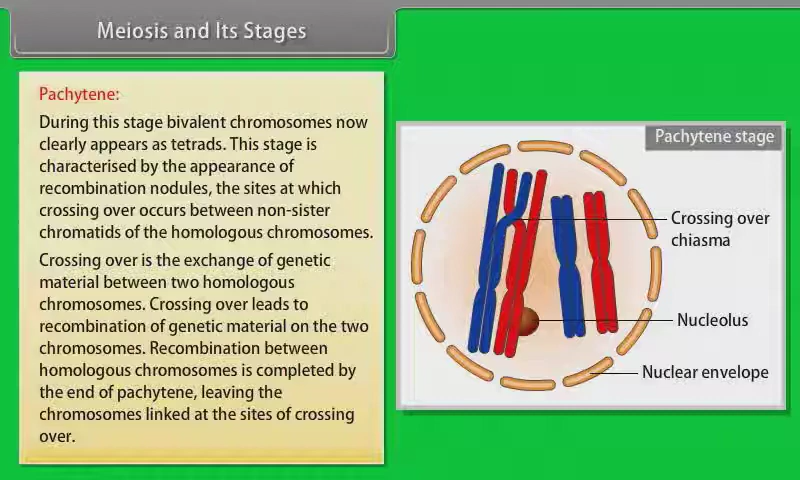 Meiosis and Its Stages
Pachytene:
During this stage bivalent chromosomes now
clearly appears as tetrads. This stage is
characterised by the appearance of
recombination nodules, the sites at which
crossing over occurs between non-sister
chromatids of the homologous chromosomes.
Crossing over is the exchange of genetic
material between two homologous
chromosomes. Crossing over leads to
recombination of genetic material on the two
chromosomes. Recombination between
homologous chromosomes is completed by
the end of pachytene, leaving the
chromosomes linked at the sites of crossing
over.
Pachytene stage
Crossing over
chiasma
Nucleolus
Nuclear envelope